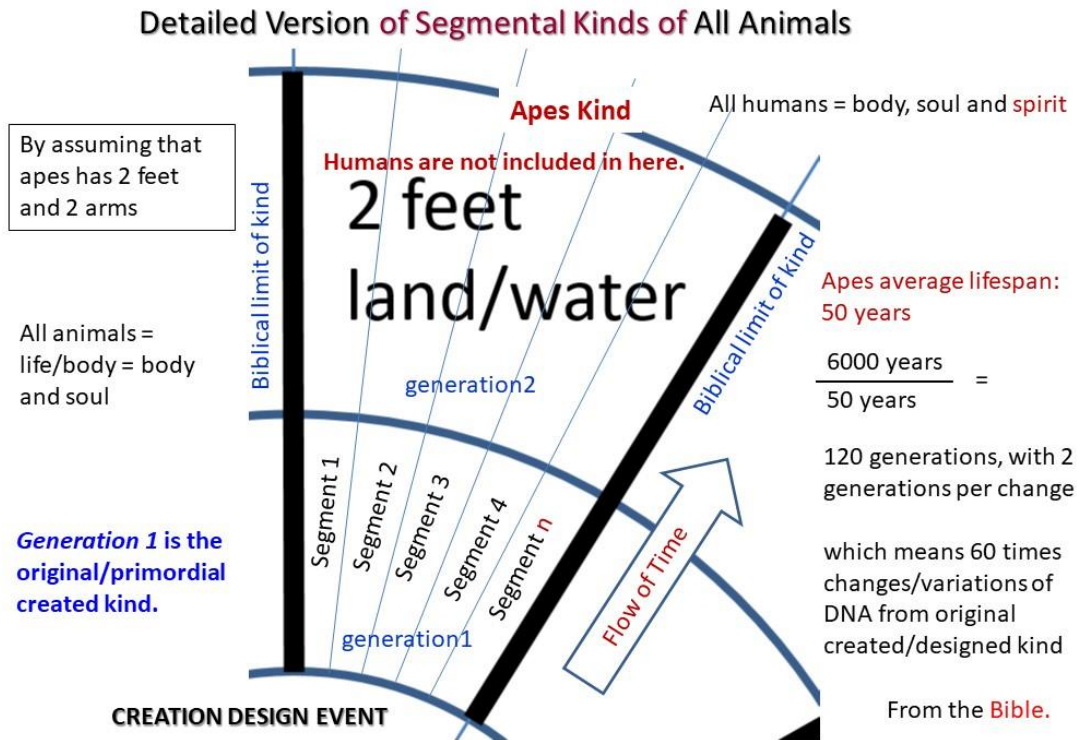 Detailed Version of Segmental Kinds of All Animals
Apes Kind
All humans = body, soul and spirit
By assuming that
apes has 2 feet
and 2 arms
Humans are not included in here.
2 feet
land/water
Biblical limit of kind
Biblical limit of kind
All animals =
life/body = body
and soul
generation2
Apes average lifespan:
50 years
6000 years
50 years
=
120 generations, with 2
generations per change
which means 60 times
changes/variations of
DNA from original
created/designed kind
Segment 1
Segment 2
Segment 3
Segment 4
Segment n
Flow of Time
Generation 1 is the
original/primordial
created kind.
generation1
CREATION DESIGN EVENT
From the Bible.